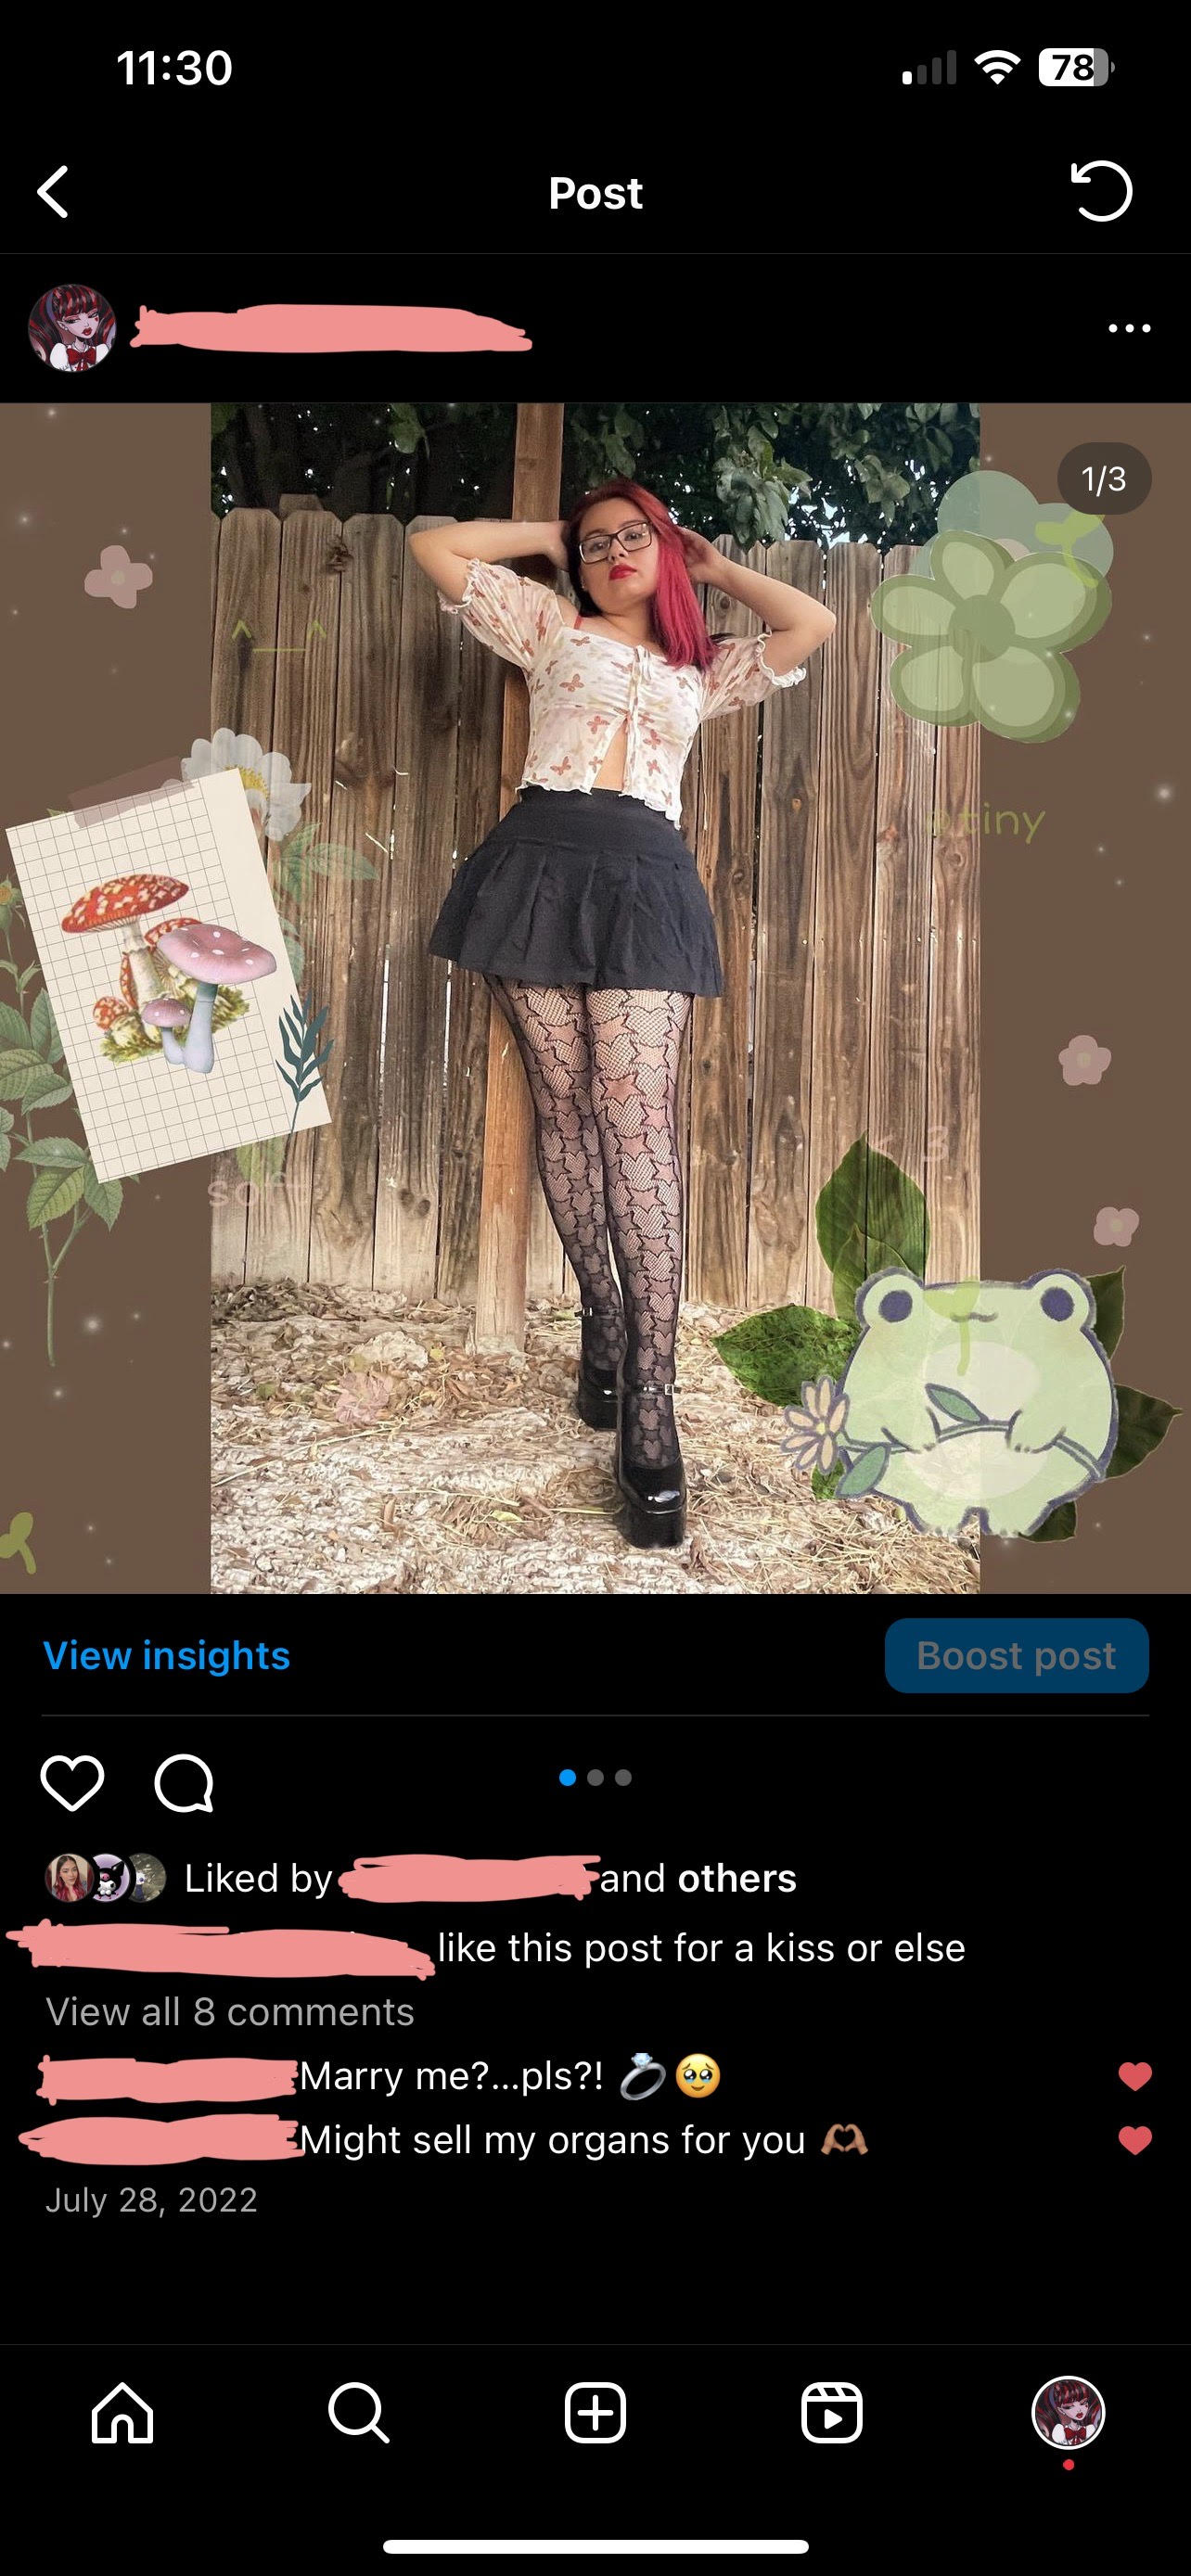 11:30
78
Post
1/3
^__^
@tiny
< 3
soft
View insights
Boost post
Liked by and others
like this post for a kiss or else
View all 8 comments
Marry me?...pls?! 💍🥹
Might sell my organs for you 🫶🏽
July 28, 2022